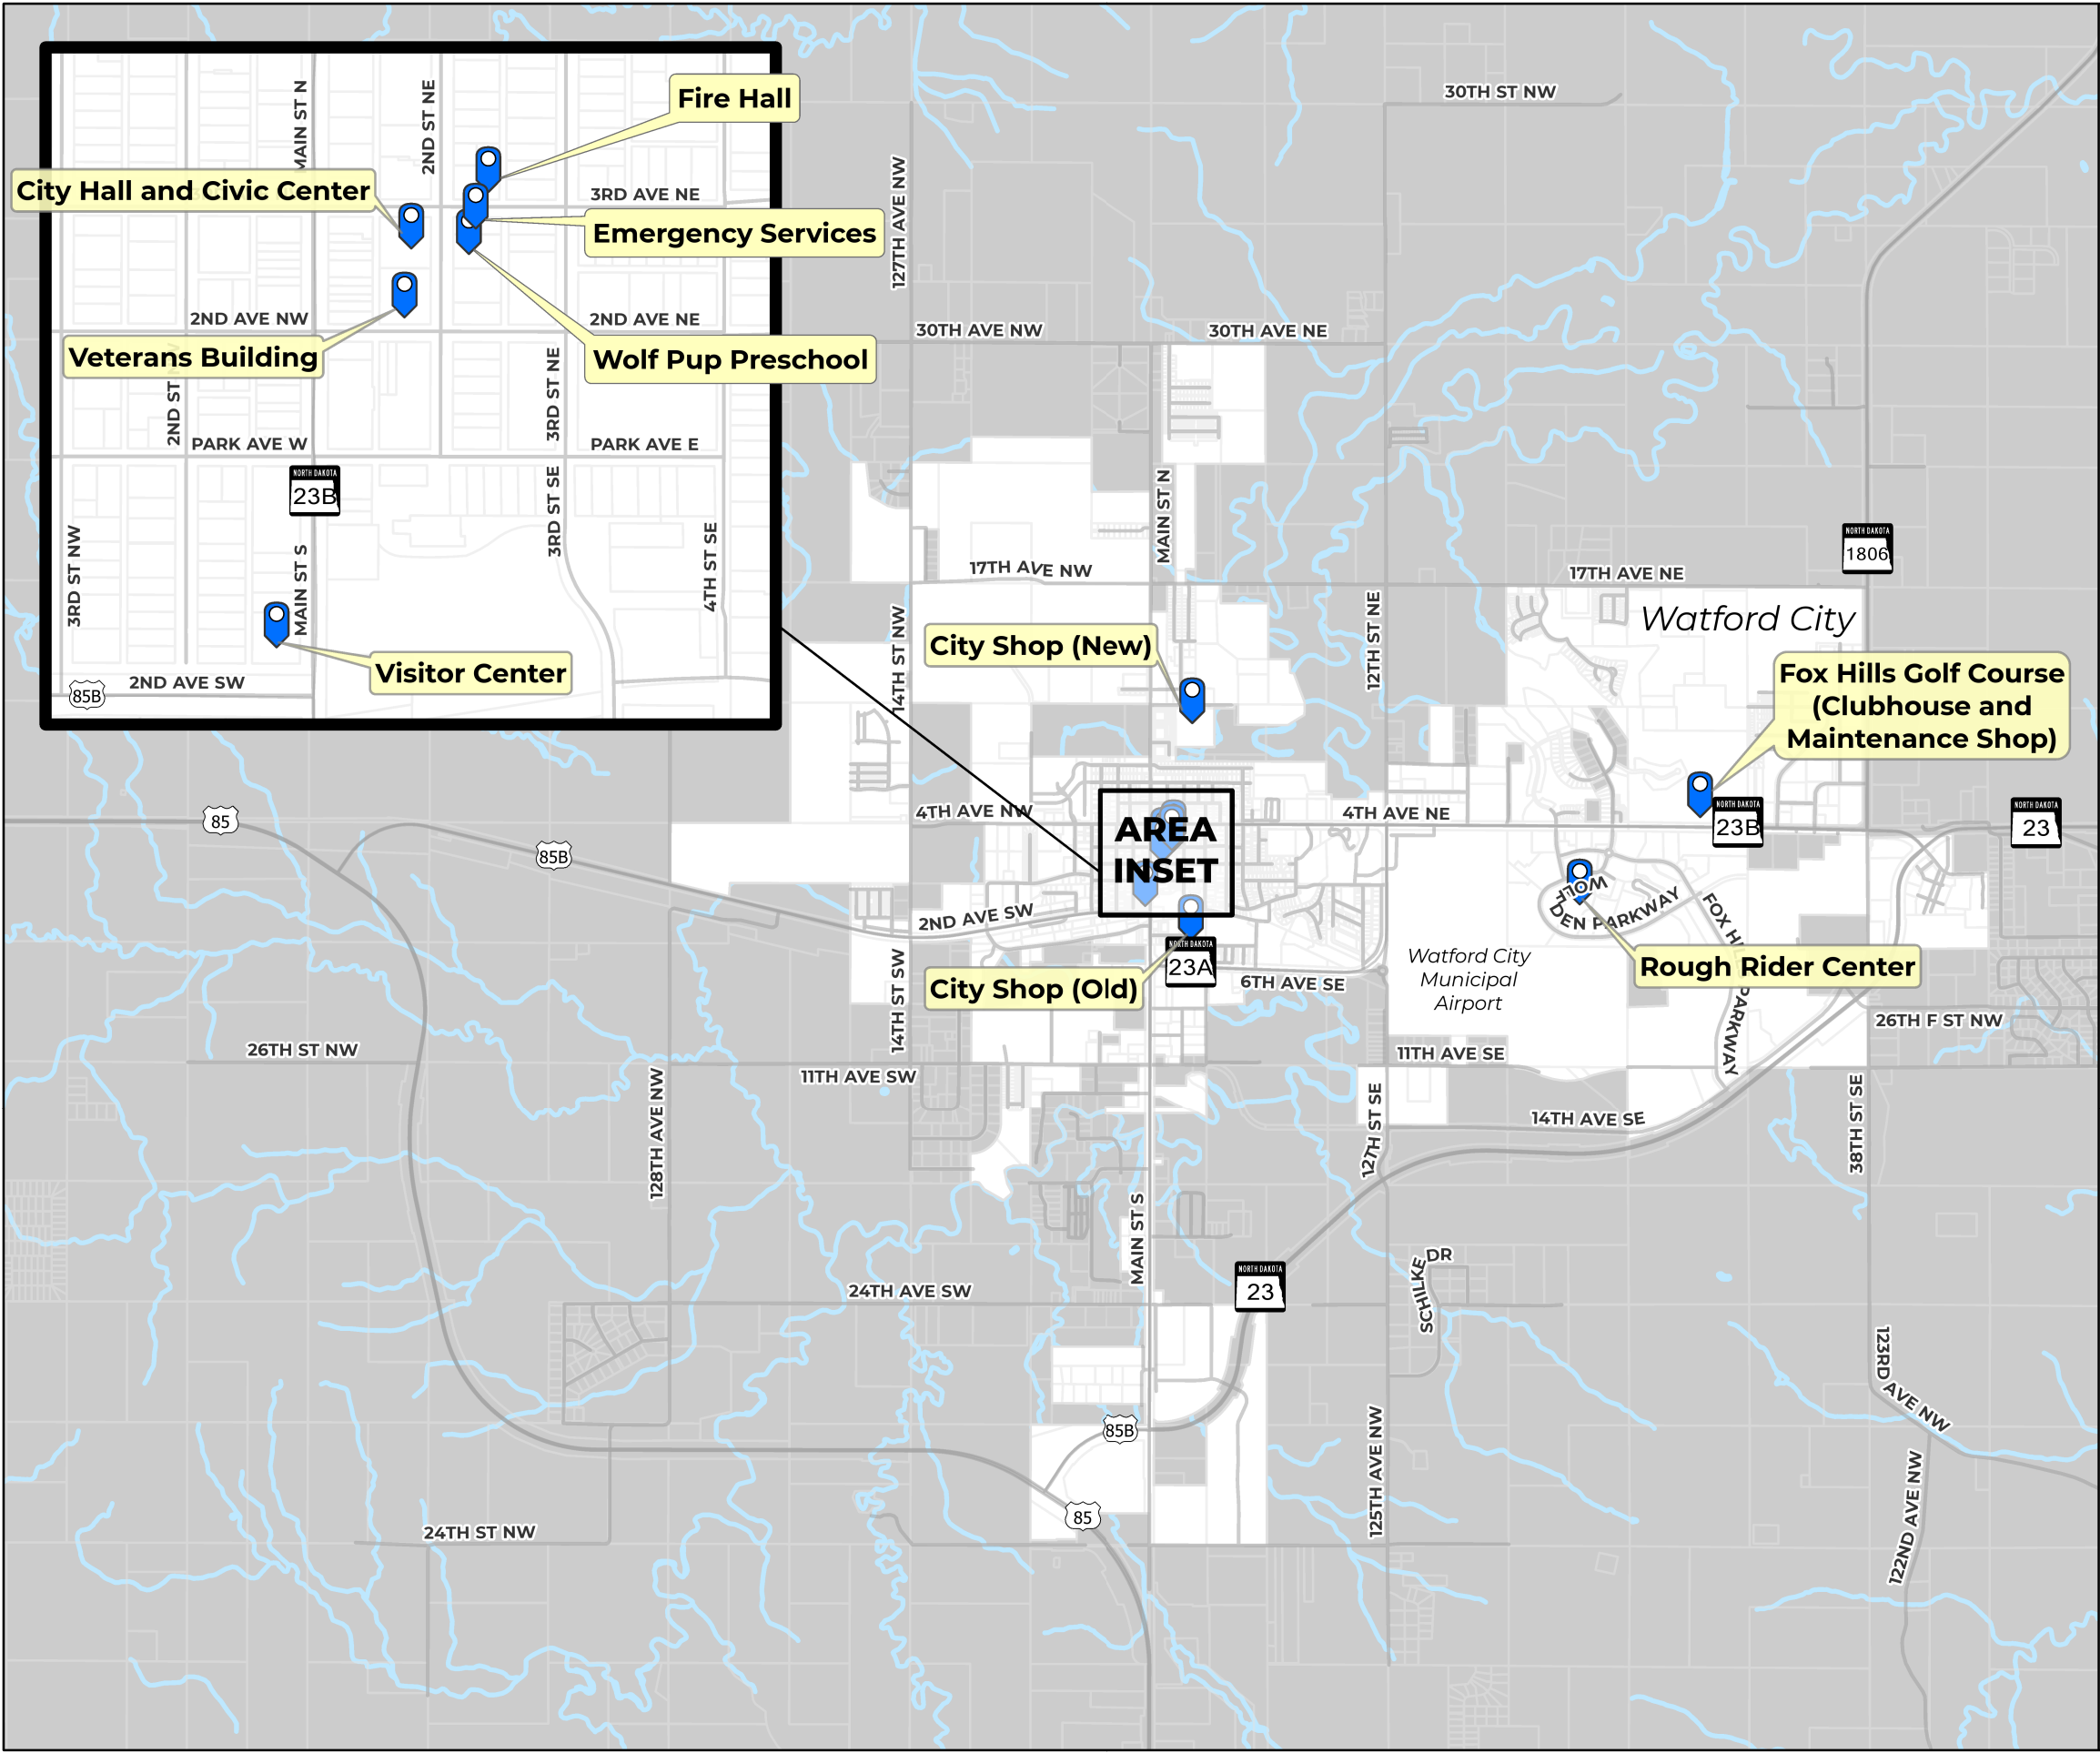 MAIN ST N
2ND ST NE
Fire Hall
City Hall and Civic Center
3RD AVE NE
Emergency Services
2ND AVE NW
2ND AVE NE
Veterans Building
Wolf Pup Preschool
2ND ST N
3RD ST NE
PARK AVE W
PARK AVE E
NORTH DAKOTA
23B
3RD ST NW
MAIN ST S
3RD ST SE
4TH ST SE
Visitor Center
2ND AVE SW
85B
30TH ST NW
127TH AVE NW
30TH AVE NW
30TH AVE NE
MAIN ST N
NORTH DAKOTA
1806
17TH AVE NW
17TH AVE NE
Watford City
14TH ST NW
12TH ST NE
City Shop (New)
Fox Hills Golf Course
(Clubhouse and
Maintenance Shop)
85
85B
4TH AVE NW
4TH AVE NE
AREA
INSET
NORTH DAKOTA
23B
NORTH DAKOTA
23
WOLF
DEN PARKWAY
2ND AVE SW
FOX HI
PARKWAY
Rough Rider Center
NORTH DAKOTA
23A
City Shop (Old)
6TH AVE SE
Watford City
Municipal
Airport
14TH ST SW
26TH F ST NW
26TH ST NW
11TH AVE SW
11TH AVE SE
128TH AVE NW
127TH ST SE
14TH AVE SE
38TH ST SE
MAIN ST S
24TH AVE SW
NORTH DAKOTA
23
SCHILKE DR
123RD AVE NW
85B
85
125TH AVE NW
122ND AVE NW
24TH ST NW